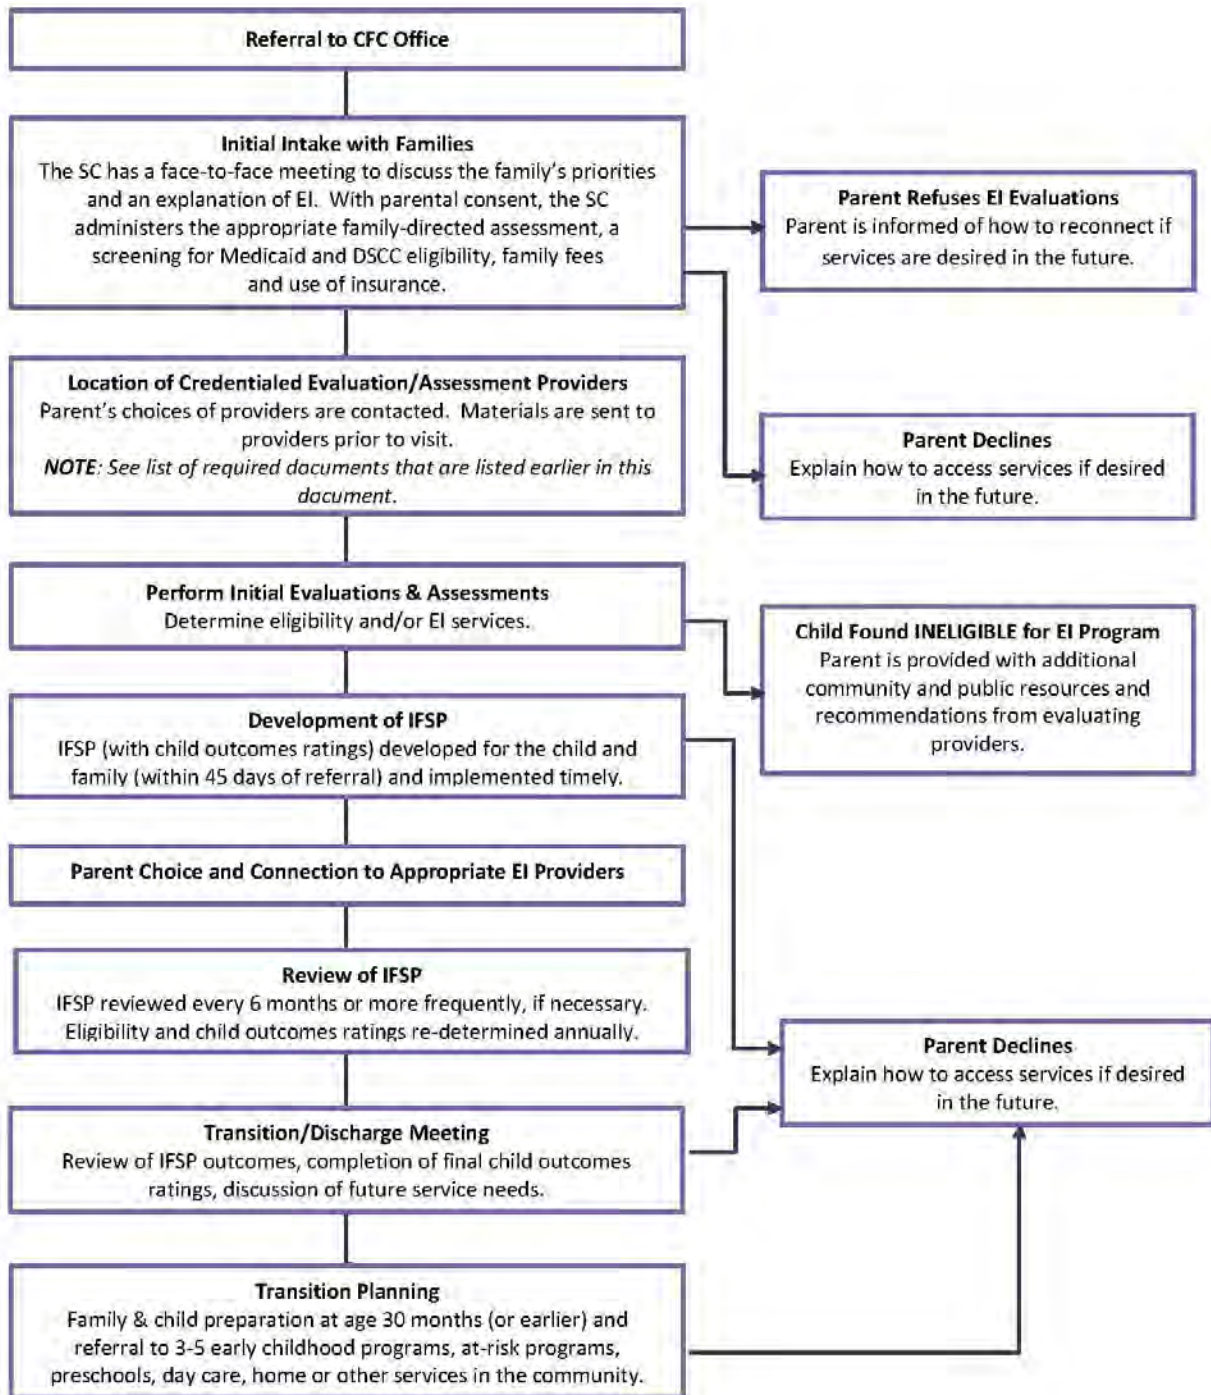 Referral to CFC Office
Initial Intake with Families
The SC has a face-to-face meeting to discuss the family's priorities
and an explanation of EI. With parental consent, the SC
administers the appropriate family-directed assessment, a
screening for Medicaid and DSCC eligibility, family fees
and use of insurance.
Parent Refuses EI Evaluations
Parent is informed of how to reconnect if
services are desired in the future.
Location of Credentialed Evaluation/Assessment Providers
Parent's choices of providers are contacted. Materials are sent to
providers prior to visit.
NOTE: See list of required documents that are listed earlier in this
document.
Parent Declines
Explain how to access services if desired
in the future.
Perform Initial Evaluations & Assessments
Determine eligibility and/or EI services.
Child Found INELIGIBLE for EI Program
Parent is provided with additional
community and public resources and
recommendations from evaluating
providers.
Development of IFSP
IFSP (with child outcomes ratings) developed for the child and
family (within 45 days of referral) and implemented timely.
Parent Choice and Connection to Appropriate EI Providers
Review of IFSP
IFSP reviewed every 6 months or more frequently, if necessary.
Eligibility and child outcomes ratings re-determined annually.
Parent Declines
Explain how to access services if desired
in the future.
Transition/Discharge Meeting
Review of IFSP outcomes, completion of final child outcomes
ratings, discussion of future service needs.
Transition Planning
Family & child preparation at age 30 months (or earlier) and
referral to 3-5 early childhood programs, at-risk programs,
preschools, day care, home or other services in the community.